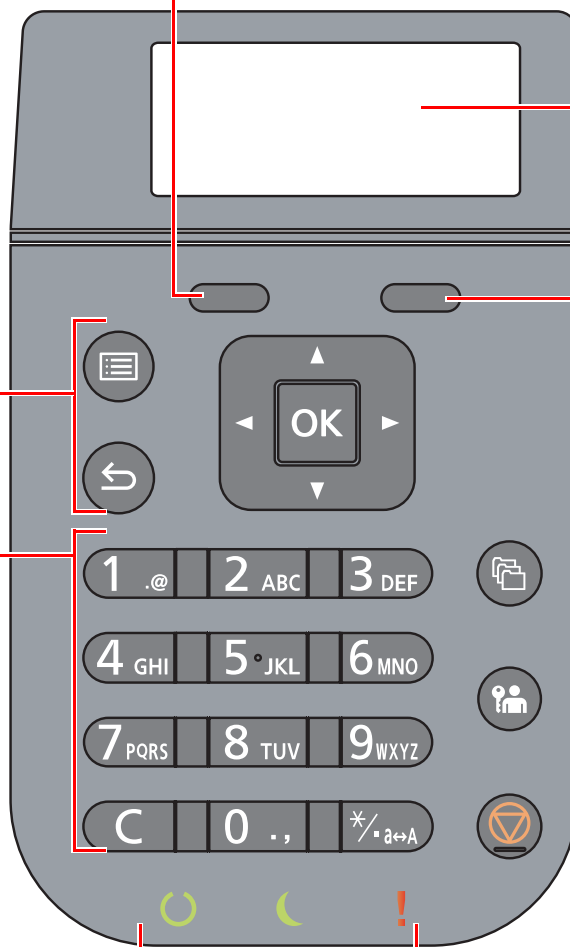 OK
1 .@ 2 ABC 3 DEF
4 GHI 5 JKL 6 MNO
7 PQRS 8 TUV 9 WXYZ
C 0 ., */. a↔A
!